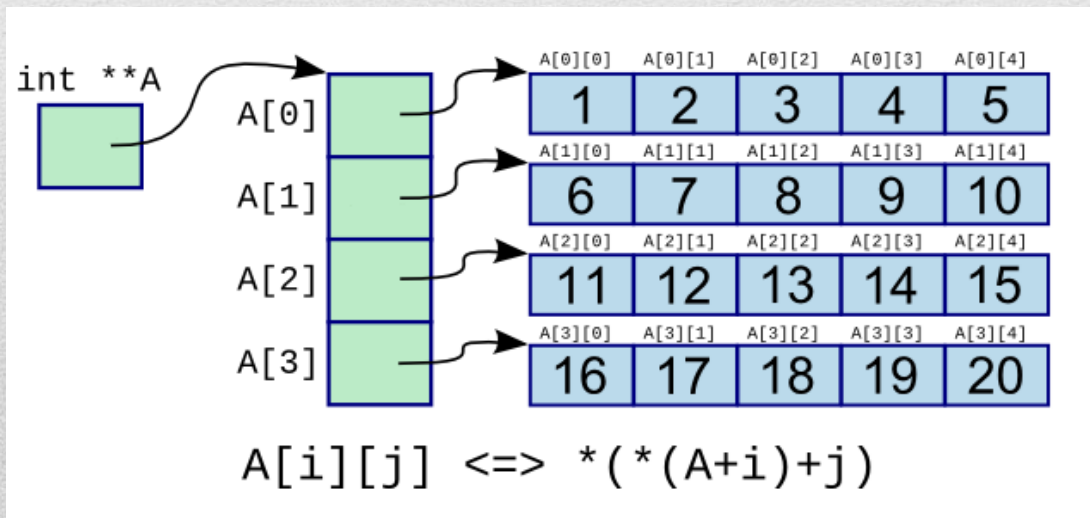 int **A
A[0]
A[1]
A[2]
A[3]
A[0][0] A[0][1] A[0][2] A[0][3] A[0][4]
1 2 3 4 5
A[1][0] A[1][1] A[1][2] A[1][3] A[1][4]
6 7 8 9 10
A[2][0] A[2][1] A[2][2] A[2][3] A[2][4]
11 12 13 14 15
A[3][0] A[3][1] A[3][2] A[3][3] A[3][4]
16 17 18 19 20
A[i][j] <=> *(*(A+i)+j)